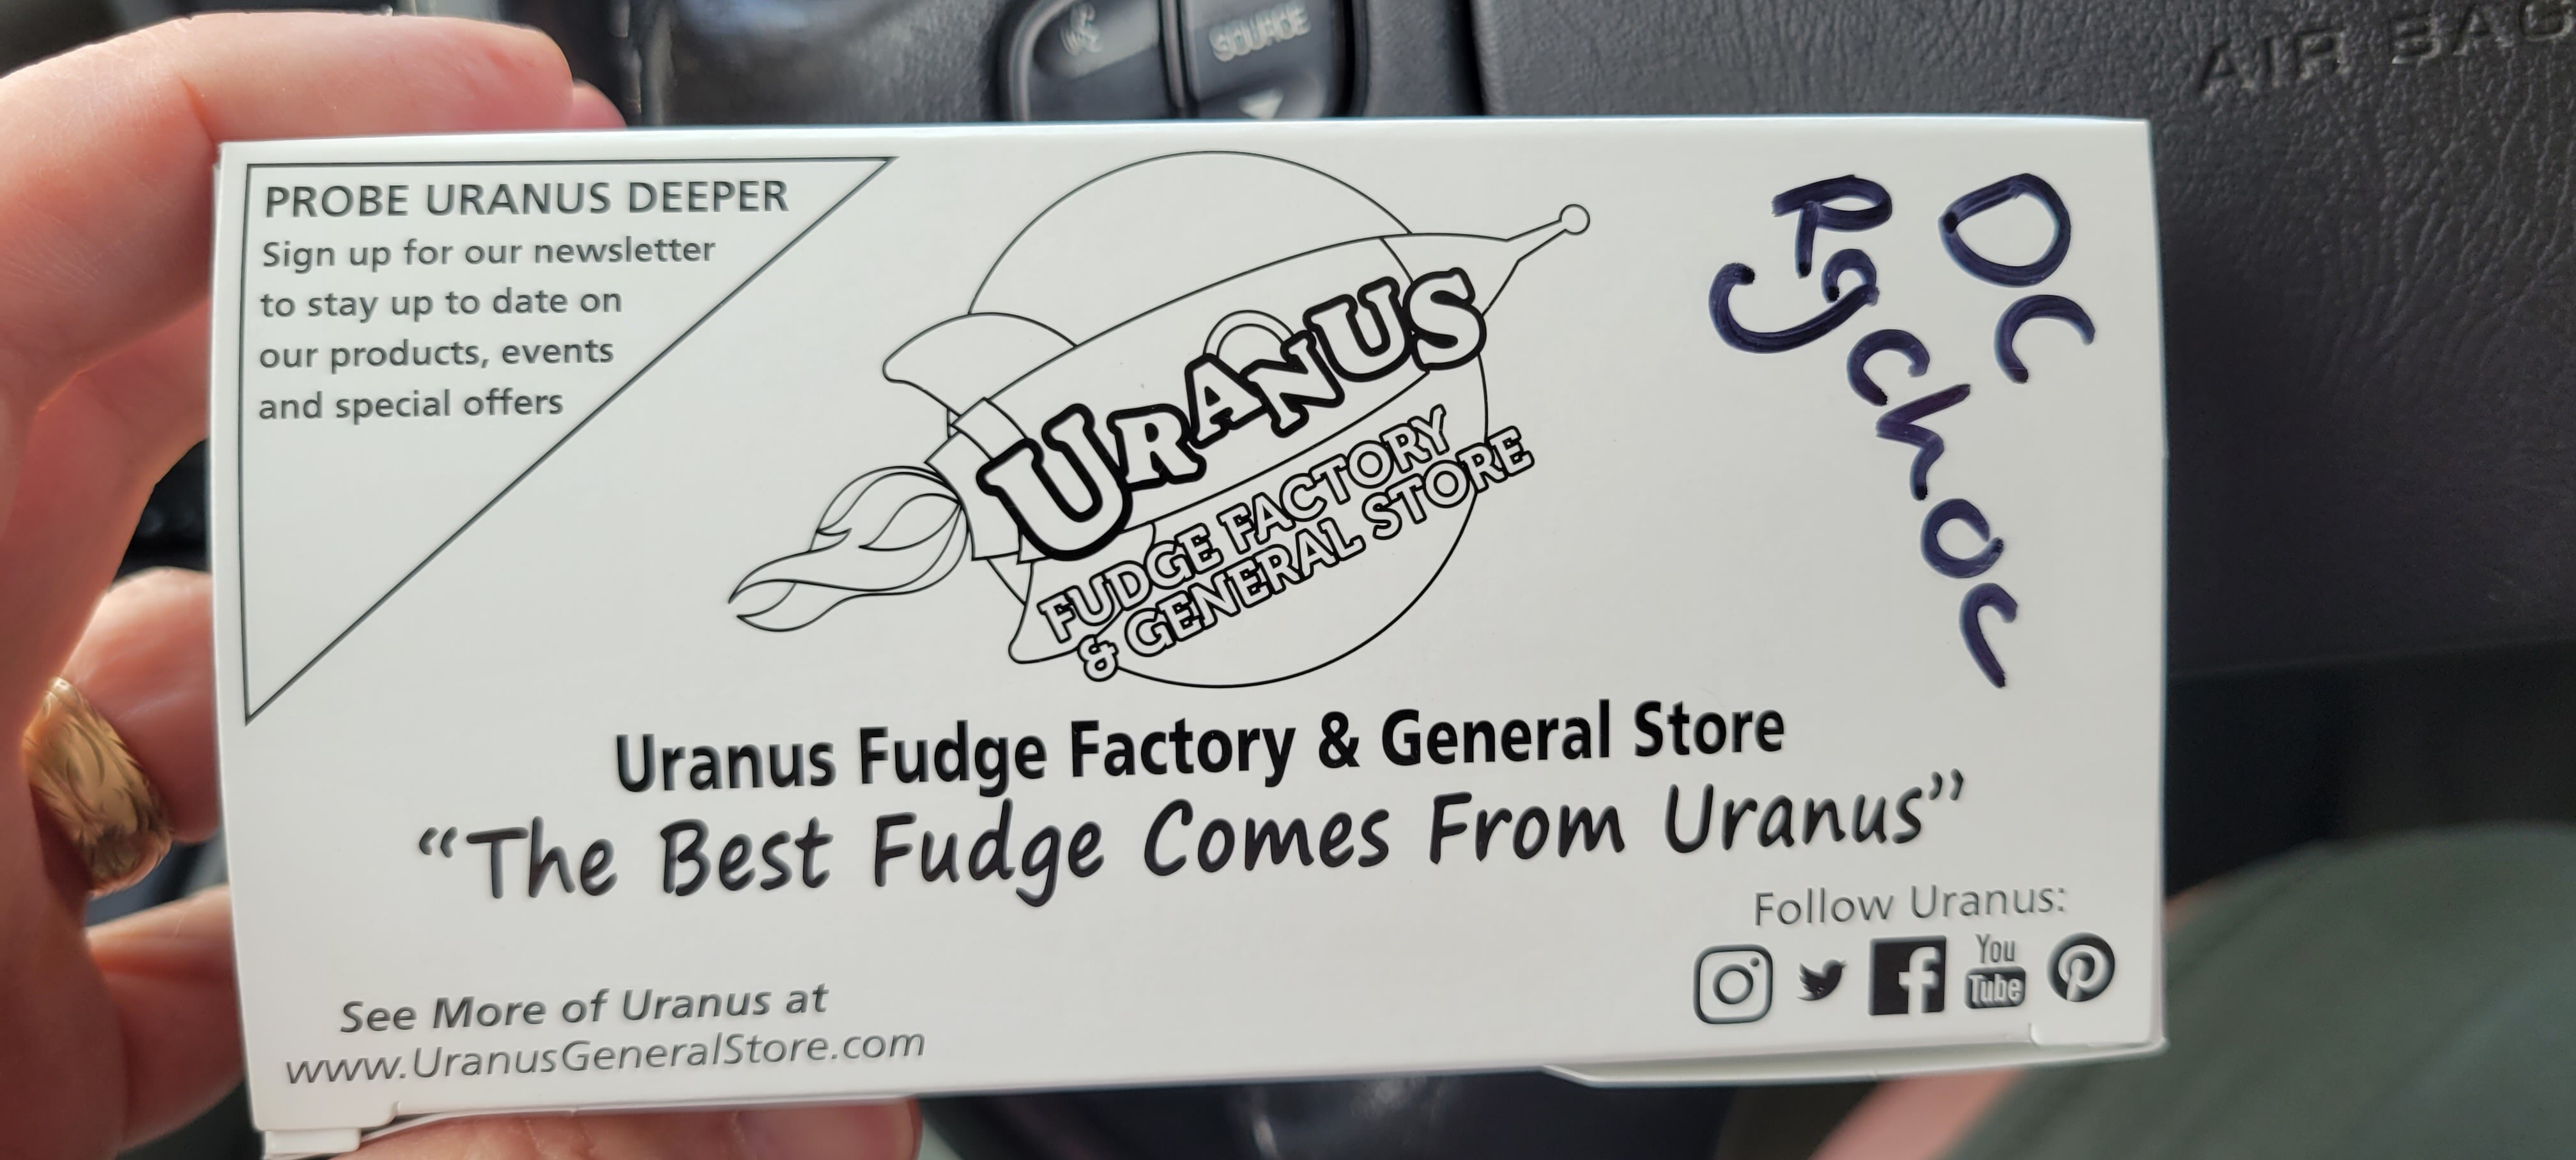 SOURCE
AIR BAG
PROBE URANUS DEEPER
Sign up for our newsletter
to stay up to date on
our products, events
and special offers
URANUS
FUDGE FACTORY
& GENERAL STORE
DC
choc
Uranus Fudge Factory & General Store
“The Best Fudge Comes From Uranus”
See More of Uranus at
www.UranusGeneralStore.com
Follow Uranus:
You
Tube